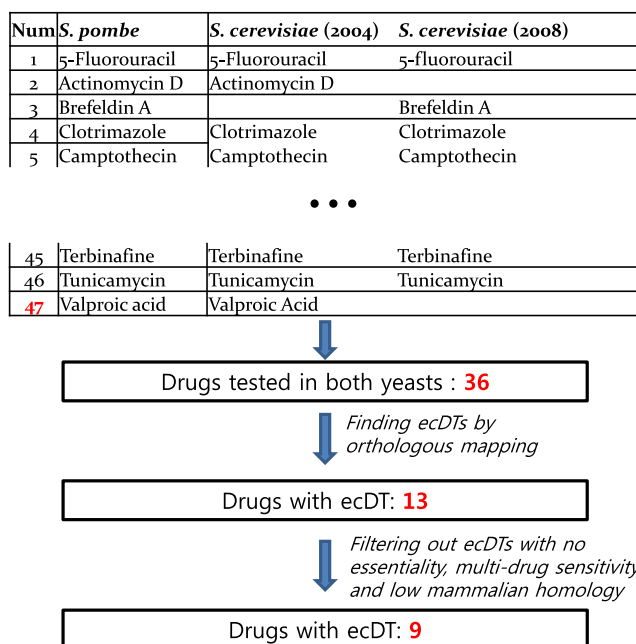 Num S. pombe S. cerevisiae (2004) S. cerevisiae (2008)
1 5-Fluorouracil 5-Fluorouracil 5-fluorouracil
2 Actinomycin D Actinomycin D
3 Brefeldin A Brefeldin A
4 Clotrimazole Clotrimazole Clotrimazole
5 Camptothecin Camptothecin Camptothecin
• • •
45 Terbinafine Terbinafine Terbinafine
46 Tunicamycin Tunicamycin Tunicamycin
47 Valproic acid Valproic Acid
Drugs tested in both yeasts : 36
Finding ecDTs by
orthologous mapping
Drugs with ecDT: 13
Filtering out ecDTs with no
essentiality, multi-drug sensitivity
and low mammalian homology
Drugs with ecDT: 9